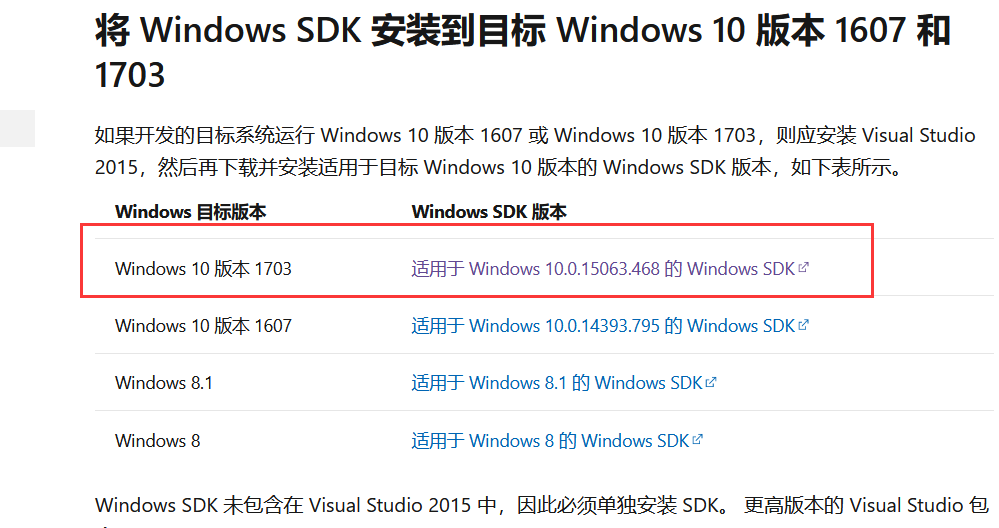 将 Windows SDK 安装到目标 Windows 10 版本 1607 和
1703
如果开发的目标系统运行 Windows 10 版本 1607 或 Windows 10 版本 1703，则应安装 Visual Studio
2015，然后再下载并安装适用于目标 Windows 10 版本的 Windows SDK 版本，如下表所示。
Windows 目标版本 Windows SDK 版本
Windows 10 版本 1703 适用于 Windows 10.0.15063.468 的 Windows SDK
Windows 10 版本 1607 适用于 Windows 10.0.14393.795 的 Windows SDK
Windows 8.1 适用于 Windows 8.1 的 Windows SDK
Windows 8 适用于 Windows 8 的 Windows SDK
Windows SDK 未包含在 Visual Studio 2015 中，因此必须单独安装 SDK。 更高版本的 Visual Studio 包